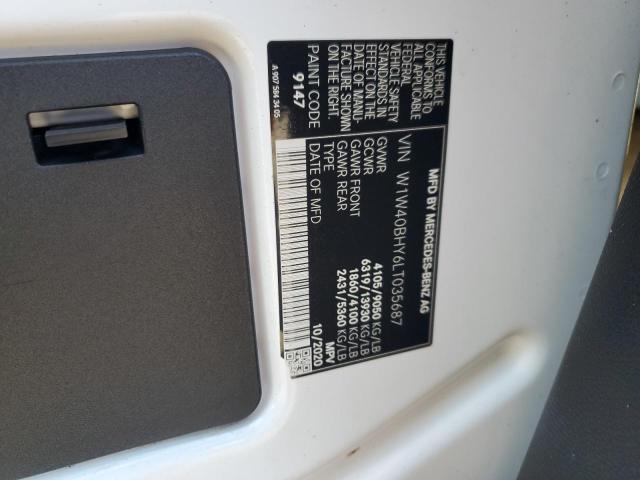 MFD BY MERCEDES-BENZ AG
VIN W1W40BHY6LT035687
GVWR 4105/9050 KG/LB
GCWR 6319/13930 KG/LB
GAWR FRONT 1860/4100 KG/LB
GAWR REAR 2431/5360 KG/LB
TYPE MPV
DATE OF MFD 10/2020
THIS VEHICLE
CONFORMS TO
ALL APPLICABLE
FEDERAL
VEHICLE SAFETY
STANDARDS IN
EFFECT ON THE
DATE OF MANU-
FACTURE SHOWN
ON THE RIGHT.
PAINT CODE
9147
A 907 584 34 05